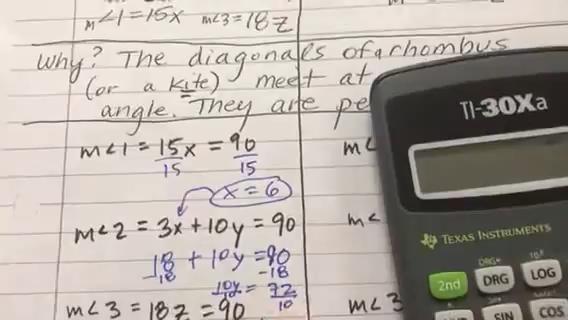 m<1 = 15x m<3 = 18z
Why? The diagonals of a rhombus
(or a kite) meet at
angle. They are pe
m<1 = 15x = 90
15 15
x = 6
m<2 = 3x + 10y = 90
18 + 10y = 90
-18 -18
10y = 72
10
m<3 = 18z = 90
m<
m<
m<3
TI-30Xa
TEXAS INSTRUMENTS
2nd
DRG
DRG
LOG
SIN
COS